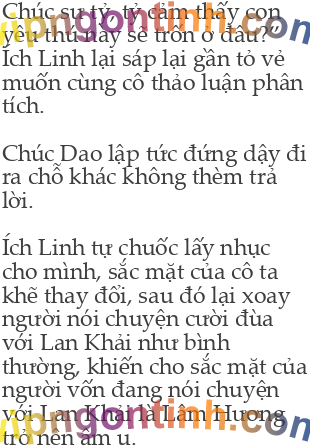 Chúc sư tỷ, tỷ cảm thấy con
yêu thú này sẽ trốn ở đâu?”
Ích Linh lại sáp lại gần tỏ vẻ
muốn cùng cô thảo luận phân
tích.
Chúc Dao lập tức đứng dậy đi
ra chỗ khác không thèm trả
lời.
Ích Linh tự chuốc lấy nhục
cho mình, sắc mặt của cô ta
khẽ thay đổi, sau đó lại xoay
người nói chuyện cười đùa
với Lan Khải như bình
thường, khiến cho sắc mặt của
người vốn đang nói chuyện
với Lan Khải là Lâm Hương
trở nên âm u.
vipngontinh.com
vipngontinh.com